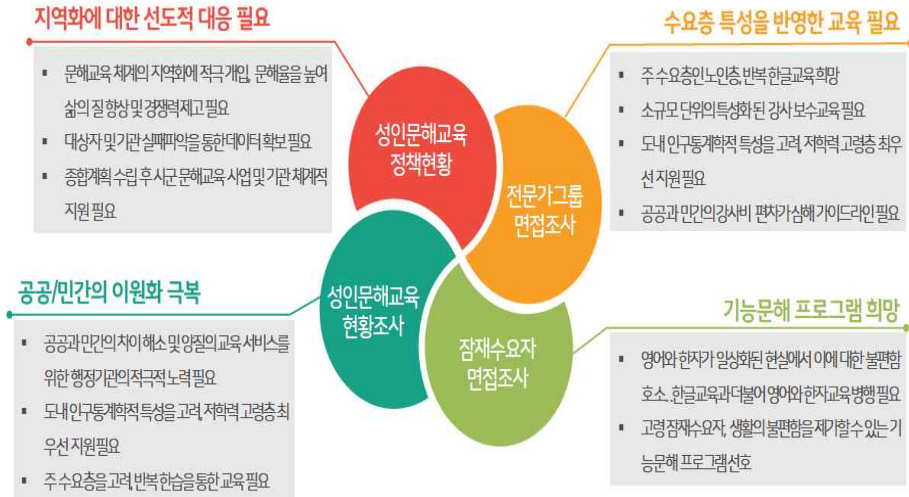 지역화에 대한 선도적 대응 필요
▪ 문해교육 체계의 지역화에 적극 개입, 문해율을 높여
삶의 질 향상 및 경쟁력 제고 필요
▪ 대상자 및 기관 실패파악을 통한 데이터 확보 필요
▪ 종합계획 수립 후 시군 문해교육 사업 및 기관 체계적
지원 필요
수요층 특성을 반영한 교육 필요
▪ 주 수요층인 노인층, 반복 한글교육 희망
▪ 소규모 단위의 특성화 된 강사 보수교육 필요
▪ 도내 인구통계학적 특성을 고려, 저학력 고령층 최우
선 지원 필요
▪ 공공과 민간의 강사비 편차가 심해 가이드라인 필요
성인문해교육
정책현황
전문가그룹
면접조사
성인문해교육
현황조사
잠재수요자
면접조사
공공/민간의 이원화 극복
▪ 공공과 민간의 차이 해소 및 양질의 교육 서비스를
위한 행정기관의 적극적 노력 필요
▪ 도내 인구통계학적 특성을 고려, 저학력 고령층 최
우선 지원 필요
▪ 주 수요층을 고려, 반복 학습을 통한 교육 필요
기능문해 프로그램 희망
▪ 영어와 한자가 일상화된 현실에서 이에 대한 불편함
호소. 한글교육과 더불어 영어와 한자교육 병행 필요
▪ 고령 잠재수요자, 생활의 불편함을 제기할 수 있는 기
능문해 프로그램 선호